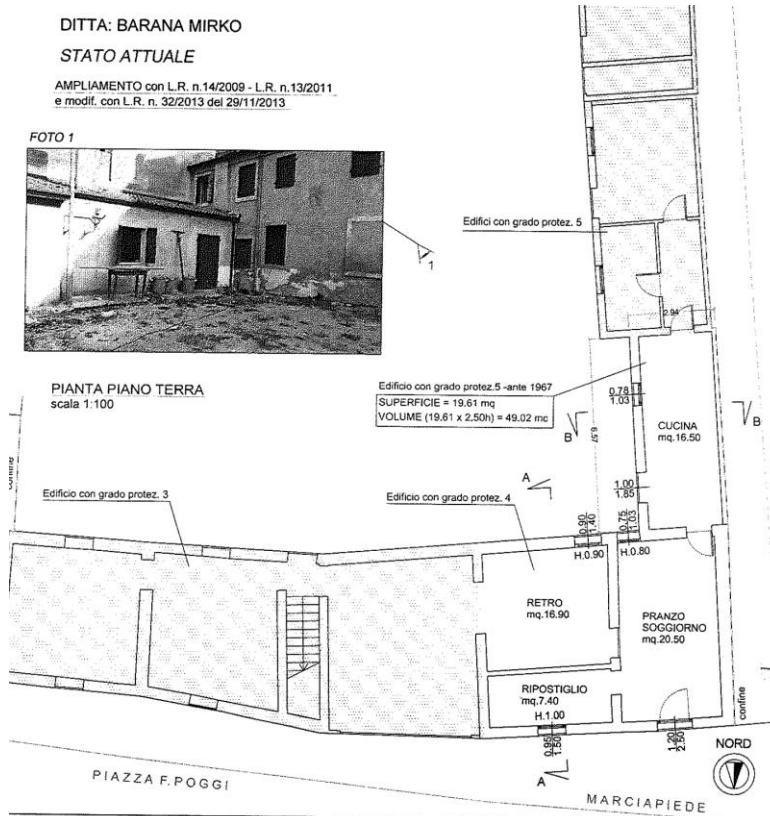 DITTA: BARANA MIRKO
STATO ATTUALE
AMPLIAMENTO con L.R. n.14/2009 - L.R. n.13/2011
e modif. con L.R. n. 32/2013 del 29/11/2013
FOTO 1
1
Edifici con grado protez. 5
2.94
PIANTA PIANO TERRA
scala 1:100
Edificio con grado protez.5 -ante 1967
SUPERFICIE = 19.61 mq
VOLUME (19.61 x 2.50h) = 49.02 mc
0.78
1.03
CUCINA
mq.16.50
B
B
6.57
confine
A
1.00
1.85
Edificio con grado protez. 3
Edificio con grado protez. 4
0.90
1.40
0.75
1.03
H.0.90
H.0.80
RETRO
mq.16.90
PRANZO
SOGGIORNO
mq.20.50
RIPOSTIGLIO
mq.7.40
H.1.00
confine
0.95
1.50
1.20
2.50
NORD
A
PIAZZA F.POGGI
MARCIAPIEDE